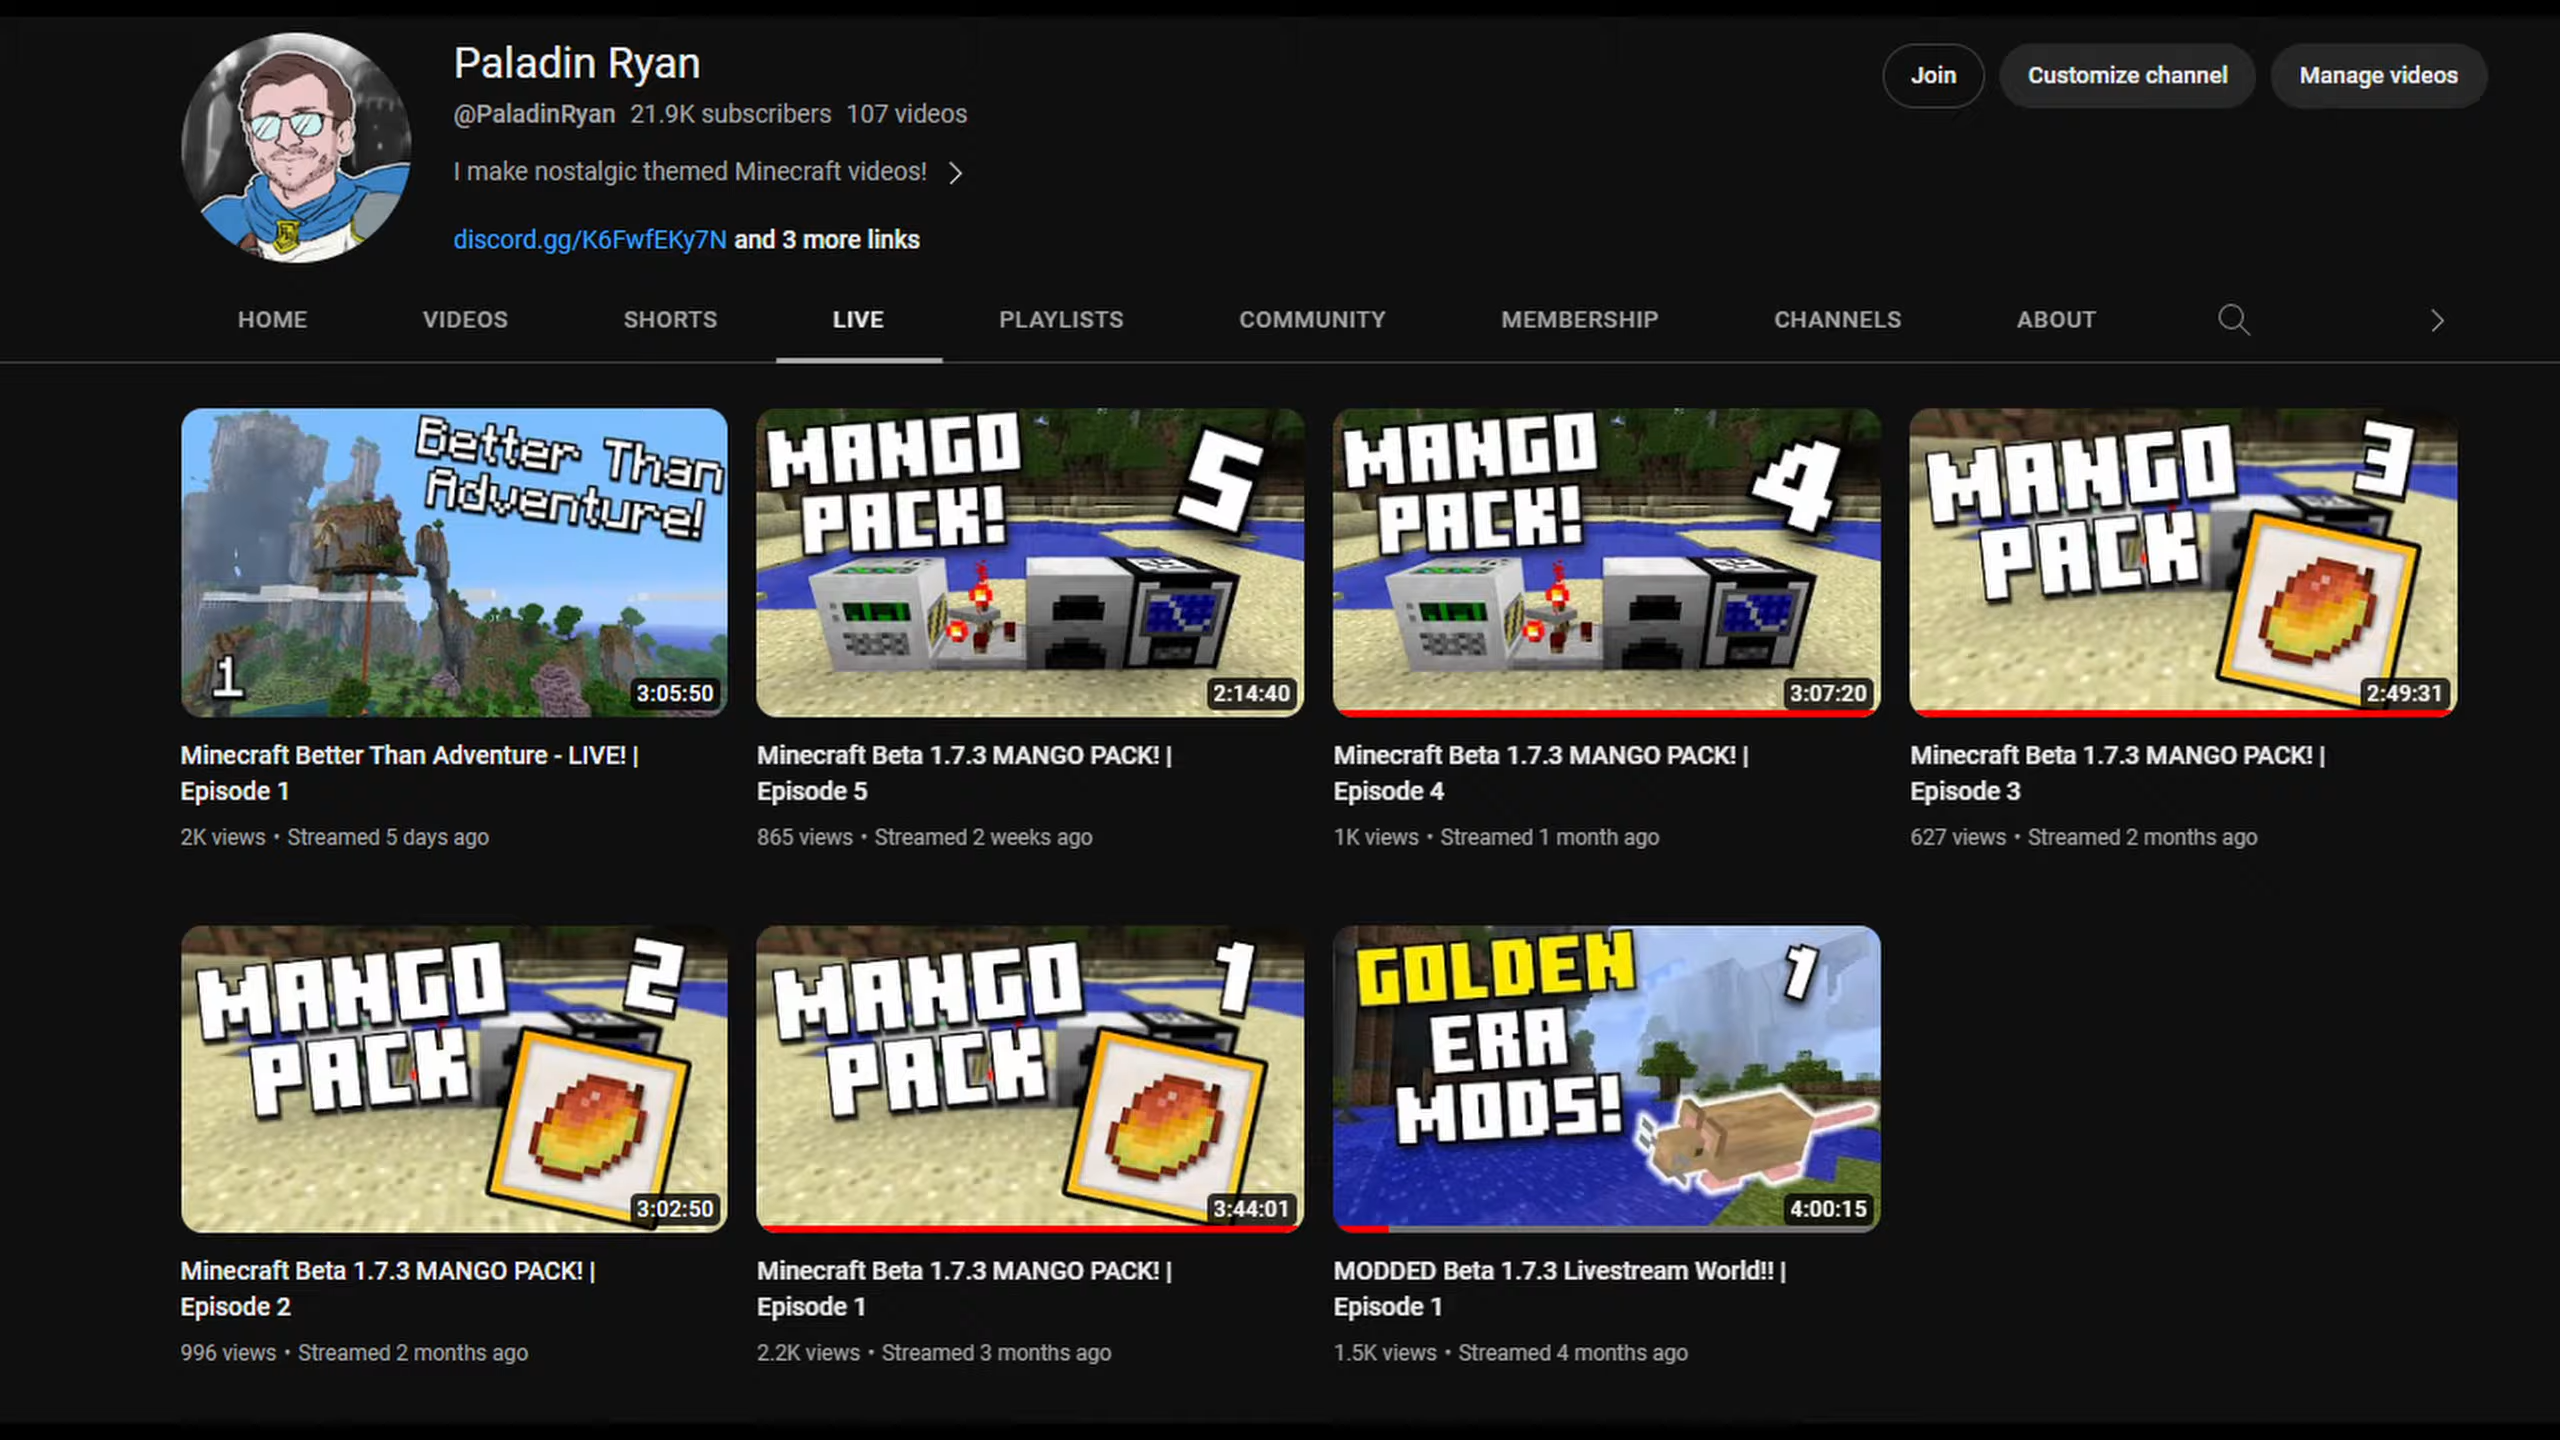 Paladin Ryan
@PaladinRyan 21.9K subscribers 107 videos
I make nostalgic themed Minecraft videos!
discord.gg/K6FwfEKy7N and 3 more links
Join
Customize channel
Manage videos
HOME
VIDEOS
SHORTS
LIVE
PLAYLISTS
COMMUNITY
MEMBERSHIP
CHANNELS
ABOUT
Better Than
Adventure!
1
3:05:50
Minecraft Better Than Adventure - LIVE! |
Episode 1
2K views • Streamed 5 days ago
MANGO
PACK!
5
2:14:40
Minecraft Beta 1.7.3 MANGO PACK! |
Episode 5
865 views • Streamed 2 weeks ago
MANGO
PACK!
4
3:07:20
Minecraft Beta 1.7.3 MANGO PACK! |
Episode 4
1K views • Streamed 1 month ago
MANGO
PACK
3
2:49:31
Minecraft Beta 1.7.3 MANGO PACK! |
Episode 3
627 views • Streamed 2 months ago
MANGO
PACK
2
3:02:50
Minecraft Beta 1.7.3 MANGO PACK! |
Episode 2
996 views • Streamed 2 months ago
MANGO
PACK
1
3:44:01
Minecraft Beta 1.7.3 MANGO PACK! |
Episode 1
2.2K views • Streamed 3 months ago
GOLDEN
ERA
MODS!
1
4:00:15
MODDED Beta 1.7.3 Livestream World!! |
Episode 1
1.5K views • Streamed 4 months ago